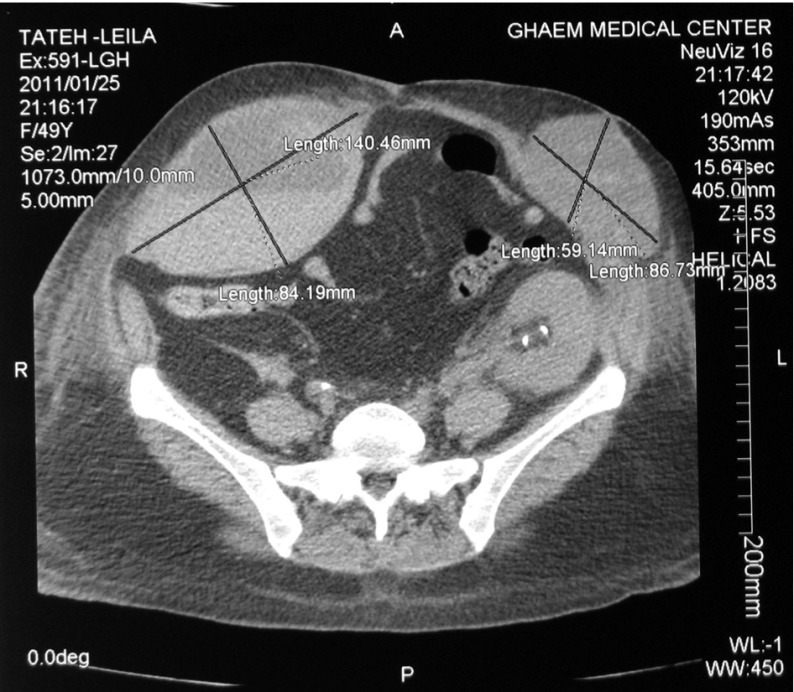 TATEH -LEILA
Ex:591-LGH
2011/01/25
21:16:17
F/49Y
Se:2/Im:27
1073.0mm/10.0mm
5.00mm
A
GHAEM MEDICAL CENTER
NeuViz 16
21:17:42
120kV
190mAs
353mm
15.64sec
405.0mm
Z:5.53
FS
HELICAL
1.2083
Length:140.46mm
Length:84.19mm
Length:59.14mm
Length:86.73mm
R
L
200mm
0.0deg
P
WL:-1
WW:450